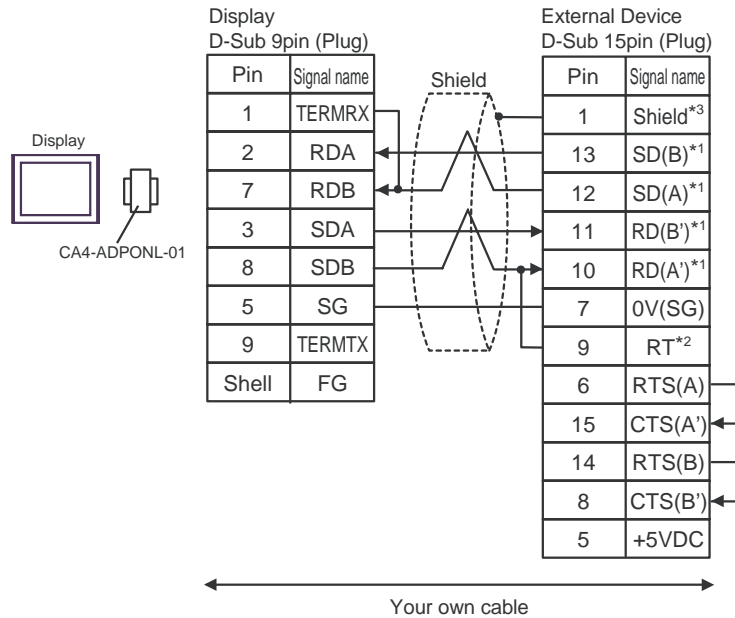 Display
D-Sub 9pin (Plug)
External Device
D-Sub 15pin (Plug)
Display
CA4-ADPONL-01
Pin Signal name
1 TERMRX
2 RDA
7 RDB
3 SDA
8 SDB
5 SG
9 TERMTX
Shell FG
Shield
Pin Signal name
1 Shield*3
13 SD(B)*1
12 SD(A)*1
11 RD(B')*1
10 RD(A')*1
7 0V(SG)
9 RT*2
6 RTS(A)
15 CTS(A')
14 RTS(B)
8 CTS(B')
5 +5VDC
Your own cable